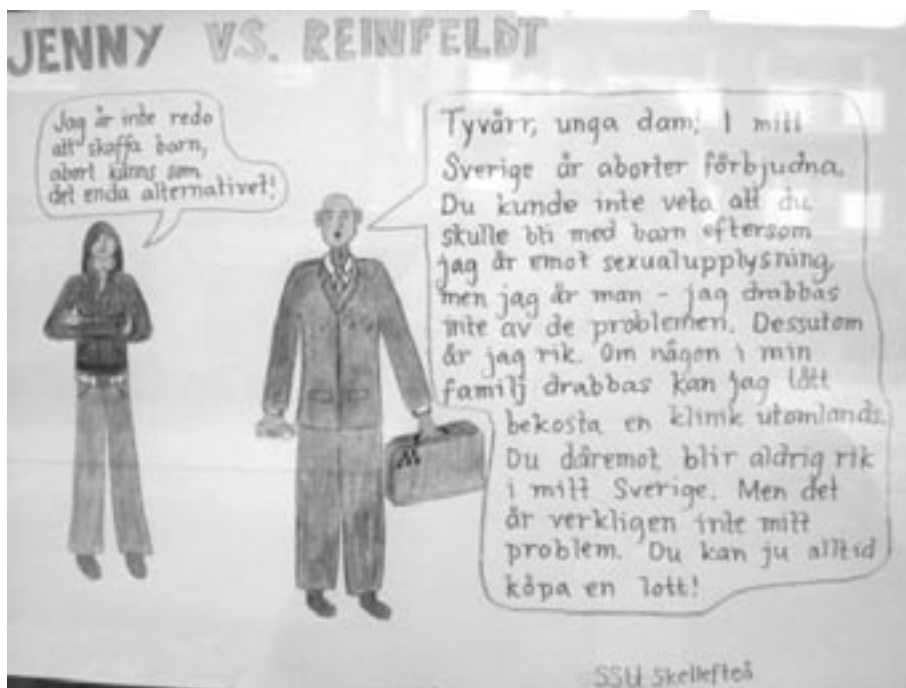 JENNY VS. REINFELDT
Jag är inte redo
att skaffa barn,
abort känns som
det enda alternativet!
Tyvärr, unga dam! I mitt
Sverige är aborter förbjudna.
Du kunde inte veta att du
skulle bli med barn eftersom
jag är emot sexualupplysning,
men jag är man - jag drabbas
inte av de problemen. Dessutom
är jag rik. Om någon i min
familj drabbas kan jag lätt
bekosta en klinik utomlands.
Du däremot blir aldrig rik
i mitt Sverige. Men det
är verkligen inte mitt
problem. Du kan ju alltid
köpa en lott!
M
SSU Skellefteå